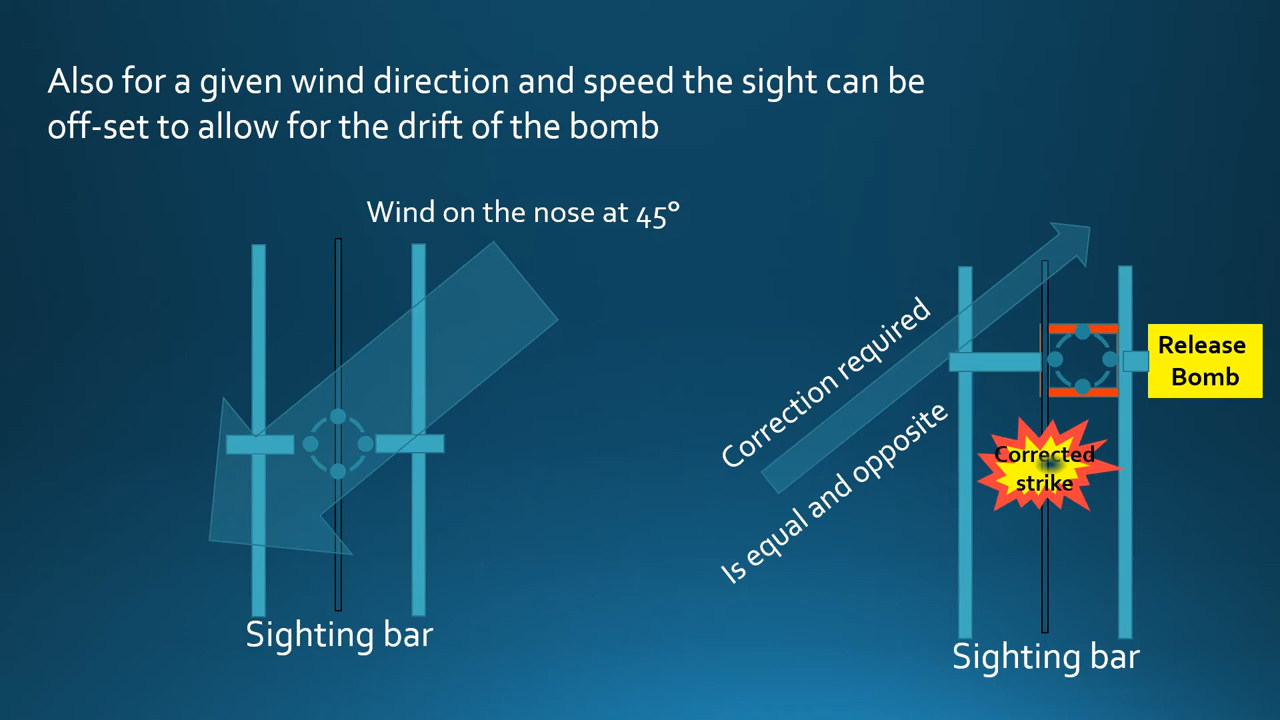 Also for a given wind direction and speed the sight can be
off-set to allow for the drift of the bomb
Wind on the nose at 45°
Correction required
Is equal and opposite
Release
Bomb
Corrected
strike
Sighting bar
Sighting bar